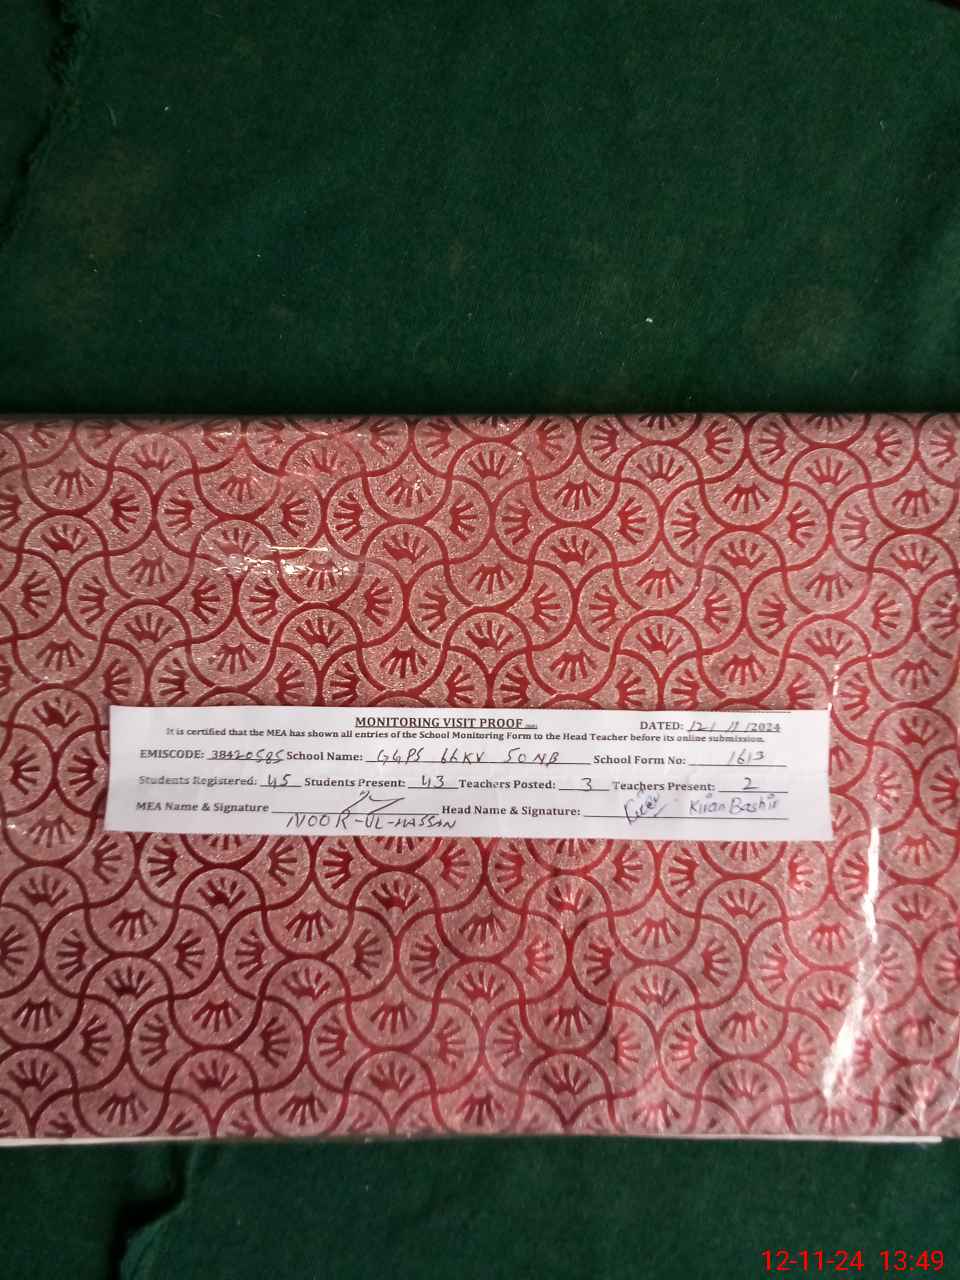 MONITORING VISIT PROOF
DATED: 12/11/2024
It is certified that the MEA has shown all entries of the School Monitoring Form to the Head Teacher before its online submission.
EMISCODE: 38420585 School Name: GGPS 66KV 50 NB School Form No: 1613
Students Registered: 45 Students Present: 43 Teachers Posted: 3 Teachers Present: 2
MEA Name & Signature NOOR-UL-HASSAN Head Name & Signature: Kiran Bashir
12-11-24 13:49